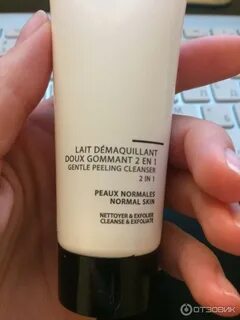 LAIT DÉMAQUILLANT
DOUX GOMMANT 2 EN 1
GENTLE PEELING CLEANSER
2 IN 1
PEAUX NORMALES
NORMAL SKIN
NETTOYER & EXFOLIER
CLEANSE & EXFOLIATE
ОТЗОВИК